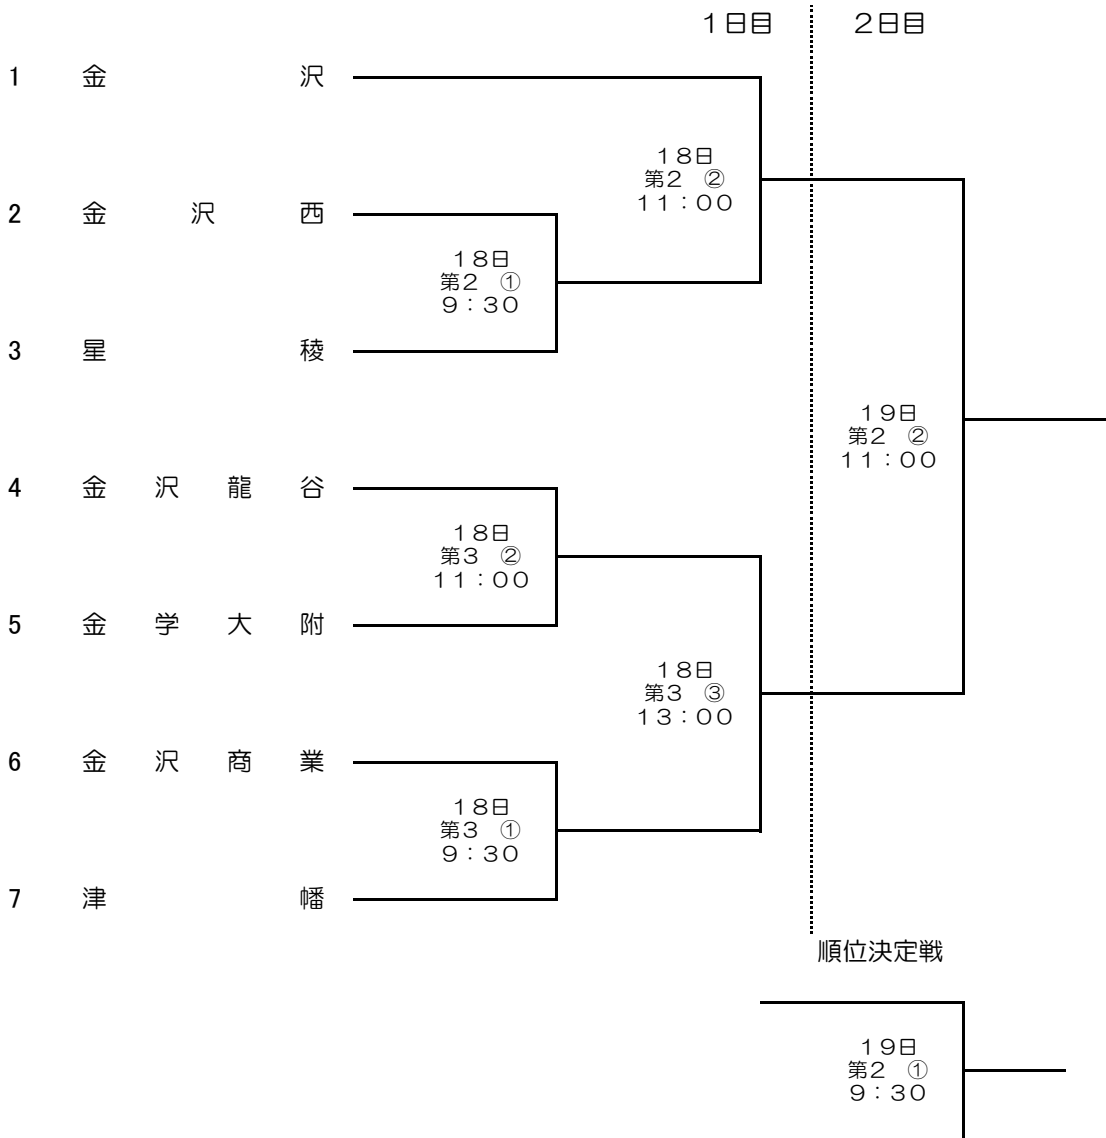 １日目 ２日目
1 金沢
18日
第2 ②
11：00
2 金沢西
18日
第2 ①
9：30
3 星稜
19日
第2 ②
11：00
4 金沢龍谷
18日
第3 ②
11：00
5 金学大附
18日
第3 ③
13：00
6 金沢商業
18日
第3 ①
9：30
7 津幡
順位決定戦
19日
第2 ①
9：30